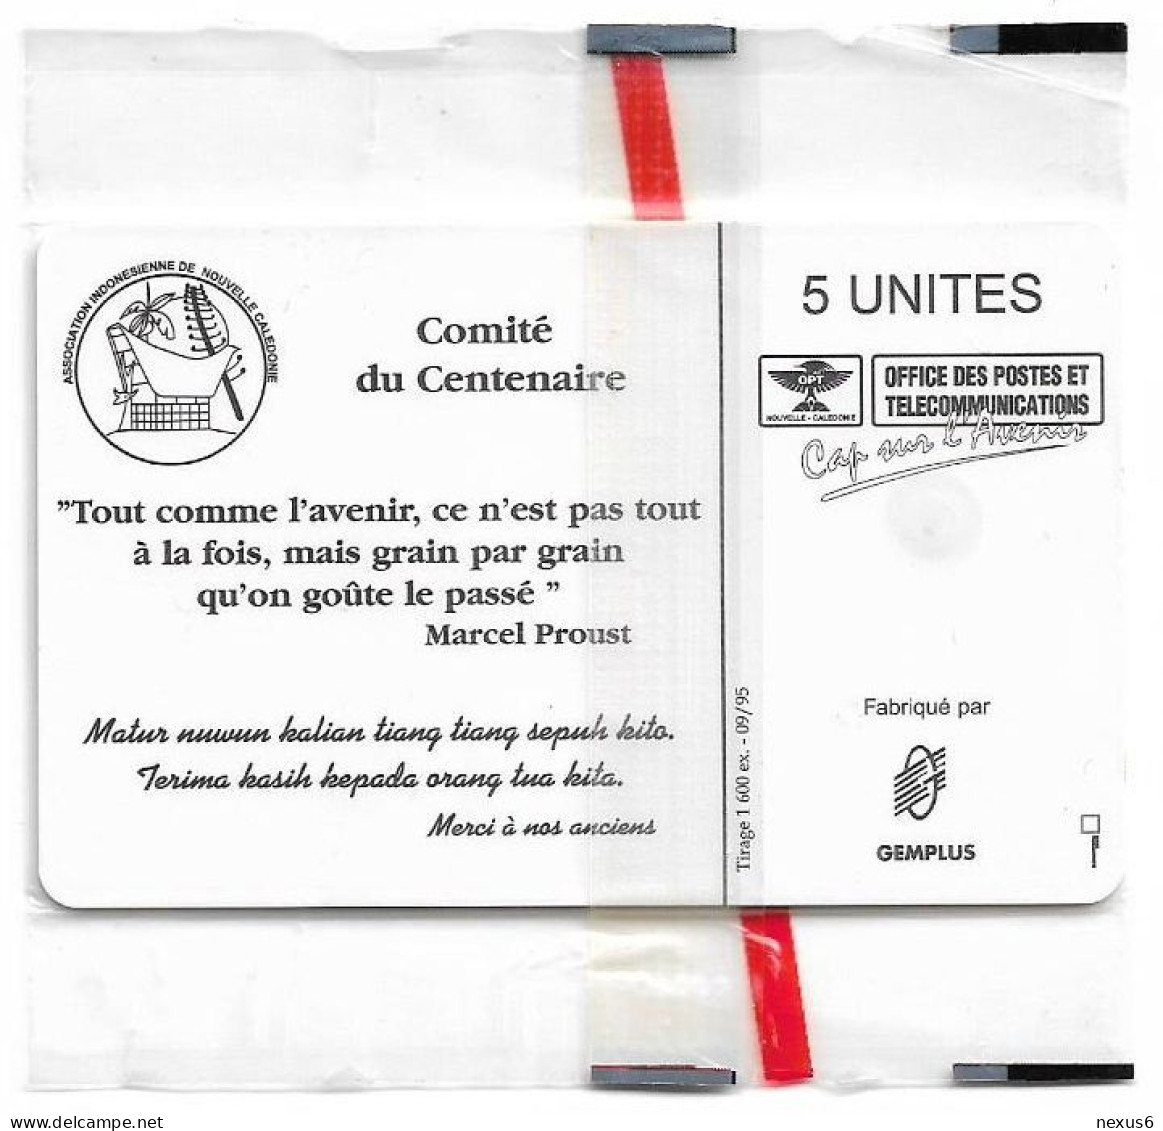 ASSOCIATION INDONESIENNE DE NOUVELLE CALEDONIE
Comité
du Centenaire
”Tout comme l’avenir, ce n’est pas tout
à la fois, mais grain par grain
qu’on goûte le passé ”
Marcel Proust
Matur nuwun kalian tiang tiang sepuh kito.
Terima kasih kepada orang tua kita.
Merci à nos anciens
Tirage 1 600 ex. - 09/95
5 UNITES
OPT
NOUVELLE - CALEDONIE
OFFICE DES POSTES ET
TELECOMMUNICATIONS
Cap sur l'Avenir
Fabriqué par
GEMPLUS
www.delcampe.net
nexus6